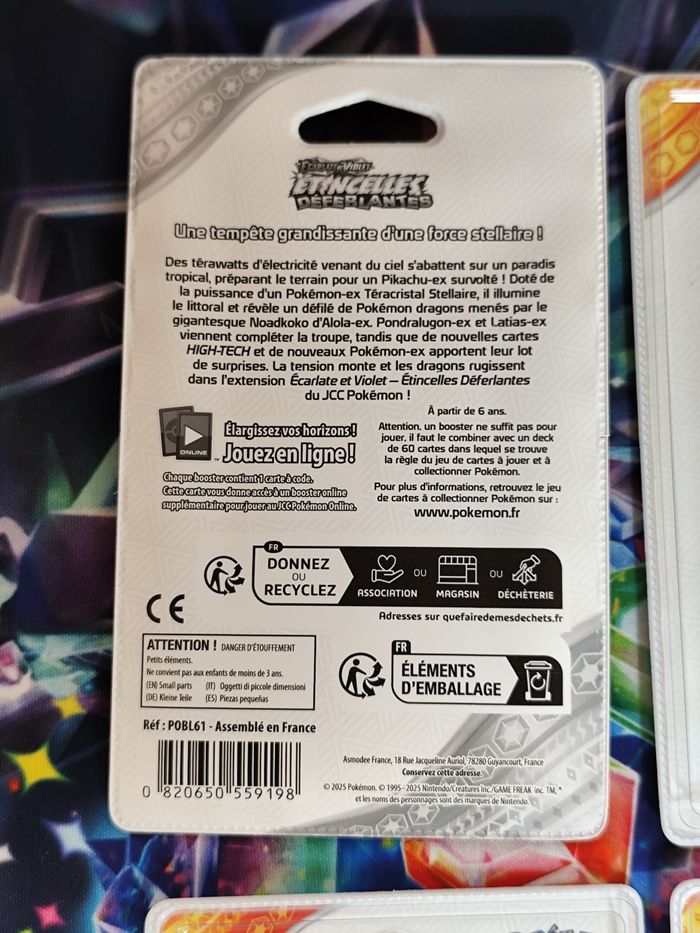 ÉCARLATE ET VIOLET
ÉTINCELLES
DÉFERLANTES
Une tempête grandissante d'une force stellaire !
Des térawatts d'électricité venant du ciel s'abattent sur un paradis
tropical, préparant le terrain pour un Pikachu-ex survolté ! Doté de
la puissance d'un Pokémon-ex Téracristal Stellaire, il illumine
le littoral et révèle un défilé de Pokémon dragons menés par le
gigantesque Noadkoko d'Alola-ex. Pondralugon-ex et Latias-ex
viennent compléter la troupe, tandis que de nouvelles cartes
HIGH-TECH et de nouveaux Pokémon-ex apportent leur lot
de surprises. La tension monte et les dragons rugissent
dans l'extension Écarlate et Violet – Étincelles Déferlantes
du JCC Pokémon !
ONLINE
TM
Élargissez vos horizons !
Jouez en ligne !
Chaque booster contient 1 carte à code.
Cette carte vous donne accès à un booster online
supplémentaire pour jouer au JCC Pokémon Online.
À partir de 6 ans.
Attention, un booster ne suffit pas pour
jouer, il faut le combiner avec un deck
de 60 cartes dans lequel se trouve
la règle du jeu de cartes à jouer et à
collectionner Pokémon.
Pour plus d'informations, retrouvez le jeu
de cartes à collectionner Pokémon sur :
www.pokemon.fr
FR
DONNEZ
OU
RECYCLEZ
ASSOCIATION
OU
MAGASIN
OU
DÉCHÈTERIE
Adresses sur quefairedemesdechets.fr
CE
ATTENTION ! DANGER D'ÉTOUFFEMENT
Petits éléments.
Ne convient pas aux enfants de moins de 3 ans.
(EN) Small parts (IT) Oggetti di piccole dimensioni
(DE) Kleine Teile (ES) Piezas pequeñas
FR
ÉLÉMENTS
D'EMBALLAGE
Réf : POBL61 - Assemblé en France
0 820650 559198
Asmodee France, 18 Rue Jacqueline Auriol, 78280 Guyancourt, France
Conservez cette adresse.
© 2025 Pokémon. © 1995–2025 Nintendo/Creatures Inc./GAME FREAK inc. TM, ®
et les noms des personnages sont des marques de Nintendo.